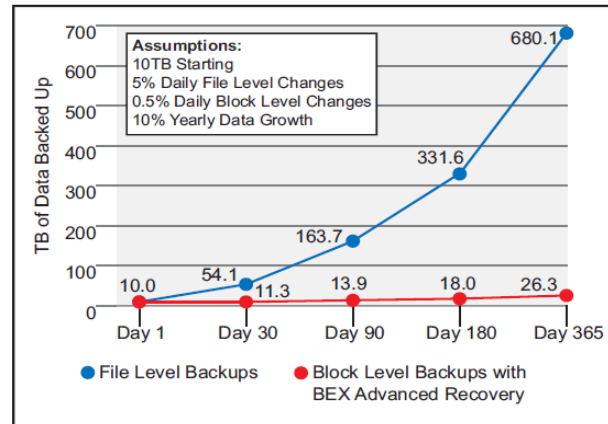 700
600
500
400
300
200
100
0
TB of Data Backed Up
Assumptions:
10TB Starting
5% Daily File Level Changes
0.5% Daily Block Level Changes
10% Yearly Data Growth
680.1
331.6
163.7
54.1
10.0
11.3
13.9
18.0
26.3
Day 1 Day 30 Day 90 Day 180 Day 365
File Level Backups
Block Level Backups with
BEX Advanced Recovery